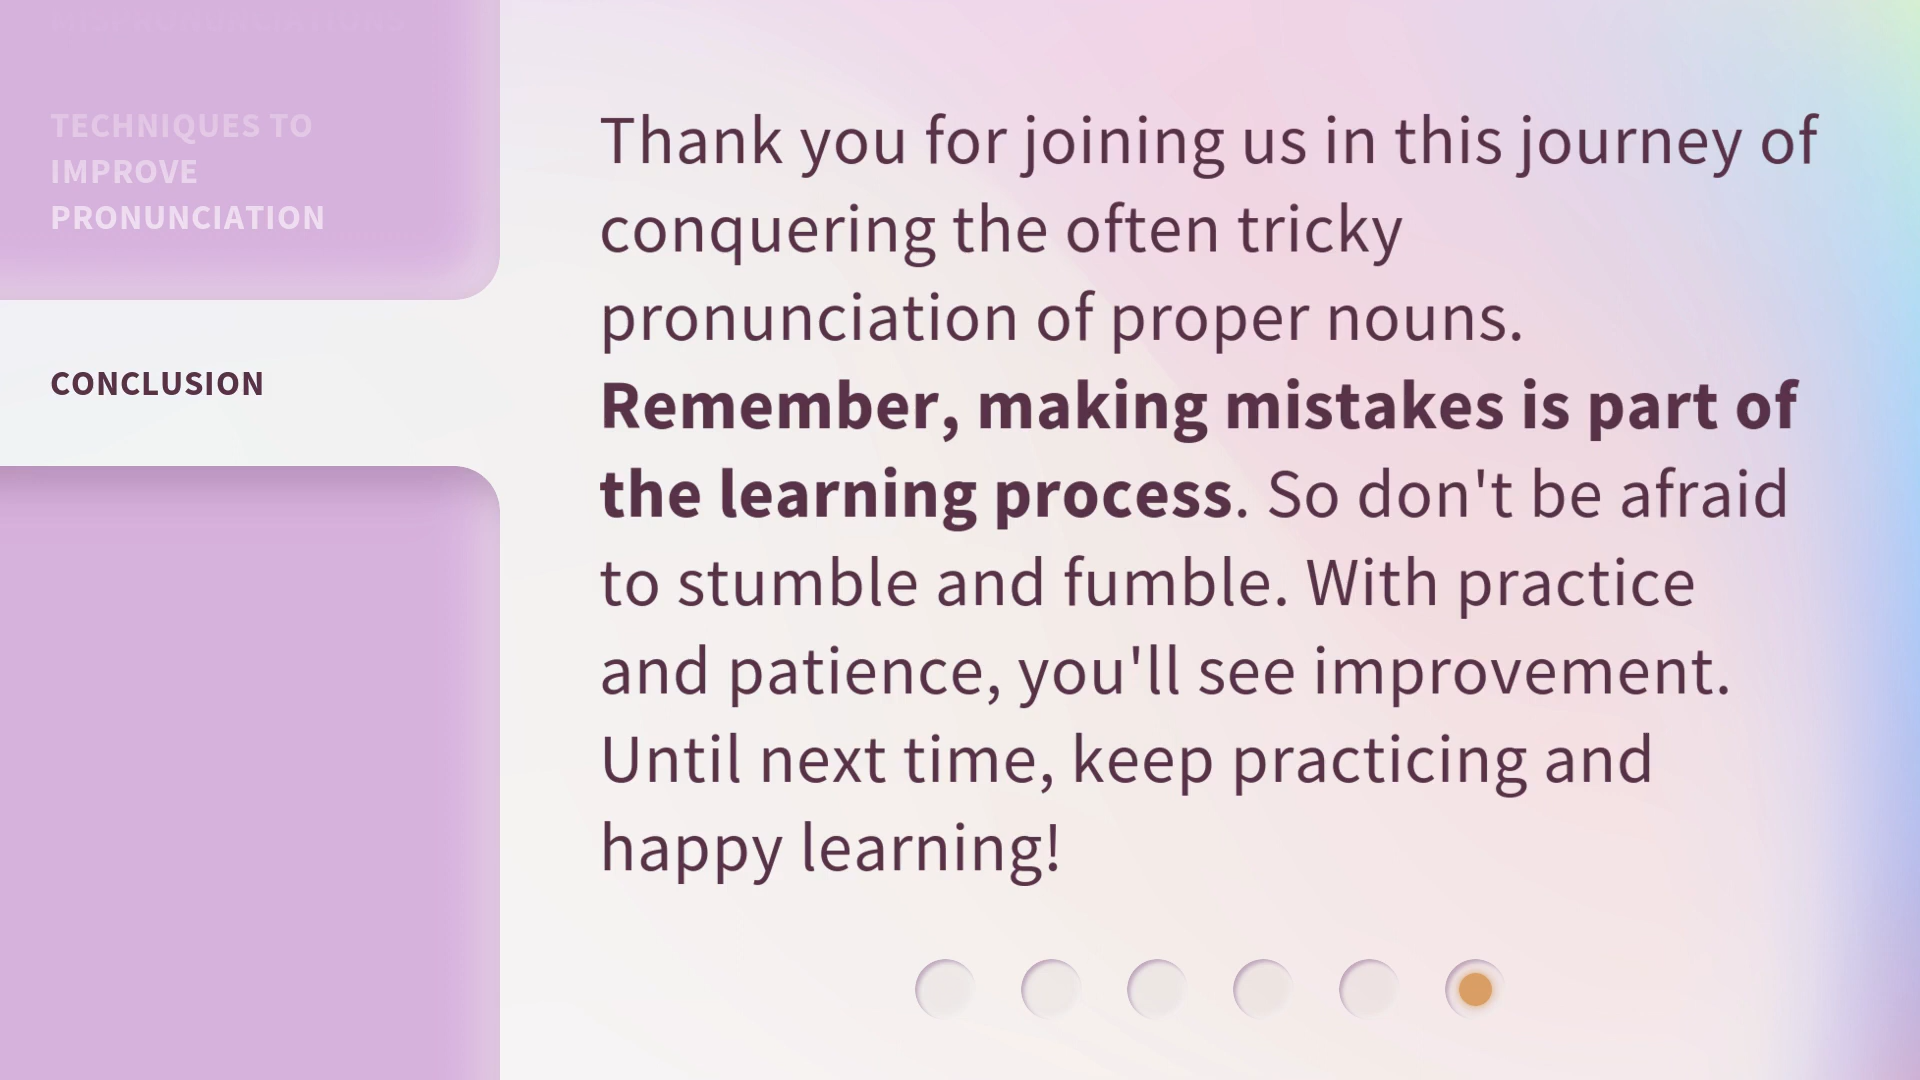 TECHNIQUES TO
IMPROVE
PRONUNCIATION
CONCLUSION
Thank you for joining us in this journey of
conquering the often tricky
pronunciation of proper nouns.
Remember, making mistakes is part of
the learning process. So don't be afraid
to stumble and fumble. With practice
and patience, you'll see improvement.
Until next time, keep practicing and
happy learning!